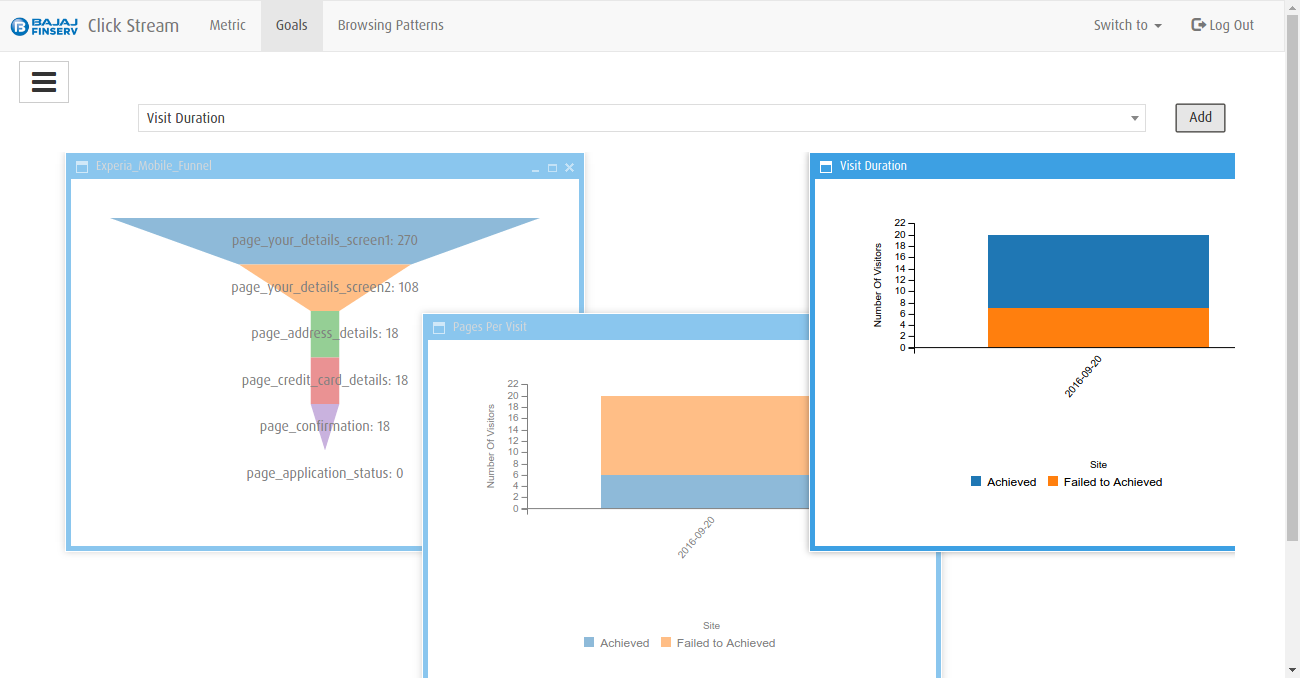 BAJAJ FINSERV Click Stream Metric Goals Browsing Patterns Switch to Log Out
Visit Duration Add
Experia_Mobile_Funnel
page_your_details_screen1: 270
page_your_details_screen2: 108
page_address_details: 18
page_credit_card_details: 18
page_confirmation: 18
page_application_status: 0
Pages Per Visit
Number Of Visitors
22
20
18
16
14
12
10
8
6
4
2
0
2016-09-20
Site
Achieved Failed to Achieved
Visit Duration
Number Of Visitors
22
20
18
16
14
12
10
8
6
4
2
0
2016-09-20
Site
Achieved Failed to Achieved